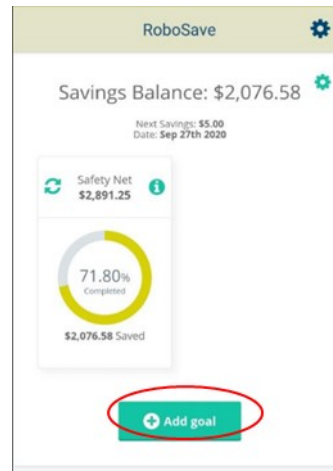 RoboSave
Savings Balance: $2,076.58
Next Savings: $5.00
Date: Sep 27th 2020
Safety Net
$2,891.25
71.80%
Completed
$2,076.58 Saved
Add goal